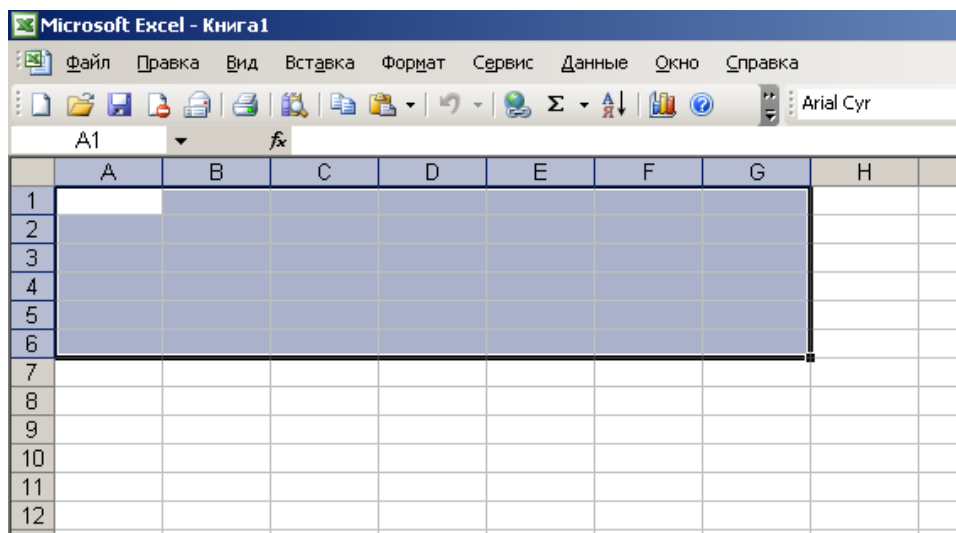 Microsoft Excel - Книга1
Файл Правка Вид Вставка Формат Сервис Данные Окно Справка
Σ Arial Cyr
A1 fx
A B C D E F G H
1
2
3
4
5
6
7
8
9
10
11
12